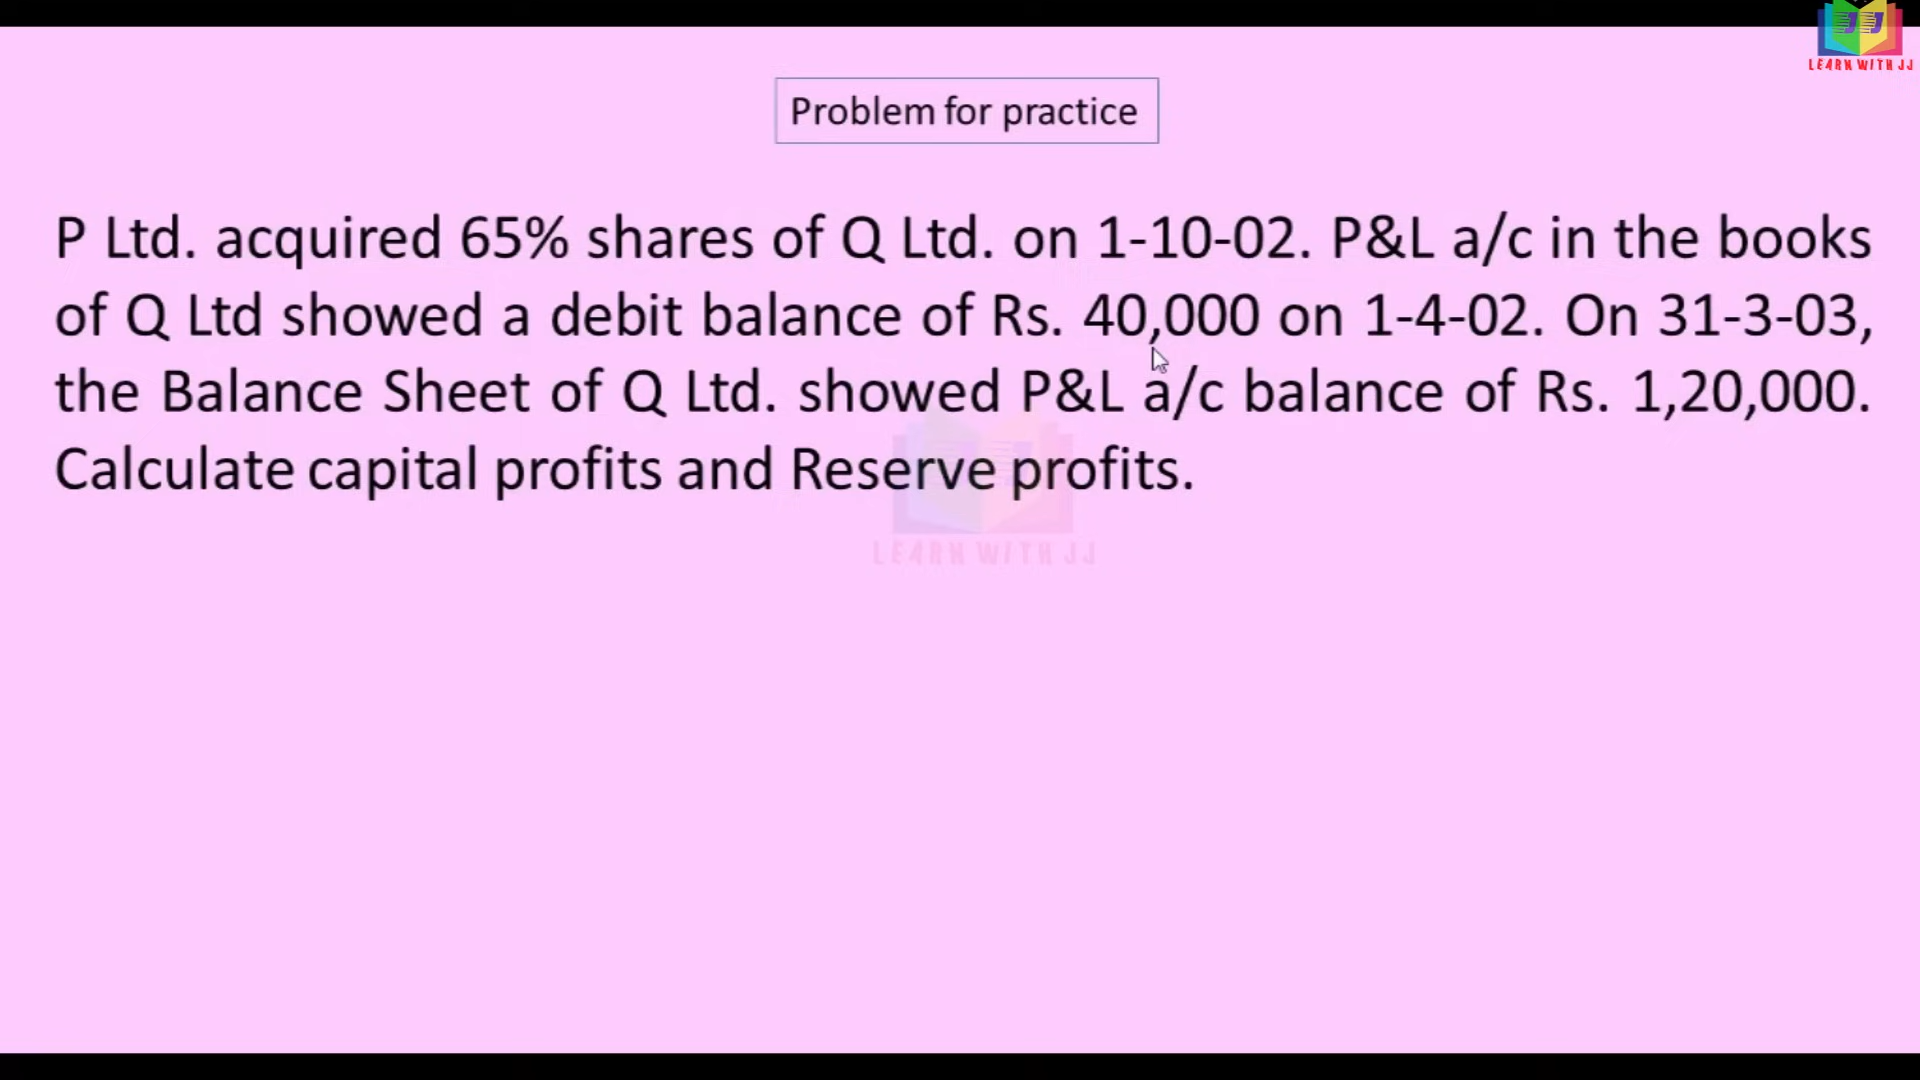 LEARN WITH JJ
Problem for practice
P Ltd. acquired 65% shares of Q Ltd. on 1-10-02. P&L a/c in the books
of Q Ltd showed a debit balance of Rs. 40,000 on 1-4-02. On 31-3-03,
the Balance Sheet of Q Ltd. showed P&L a/c balance of Rs. 1,20,000.
Calculate capital profits and Reserve profits.
LEARN WITH JJ